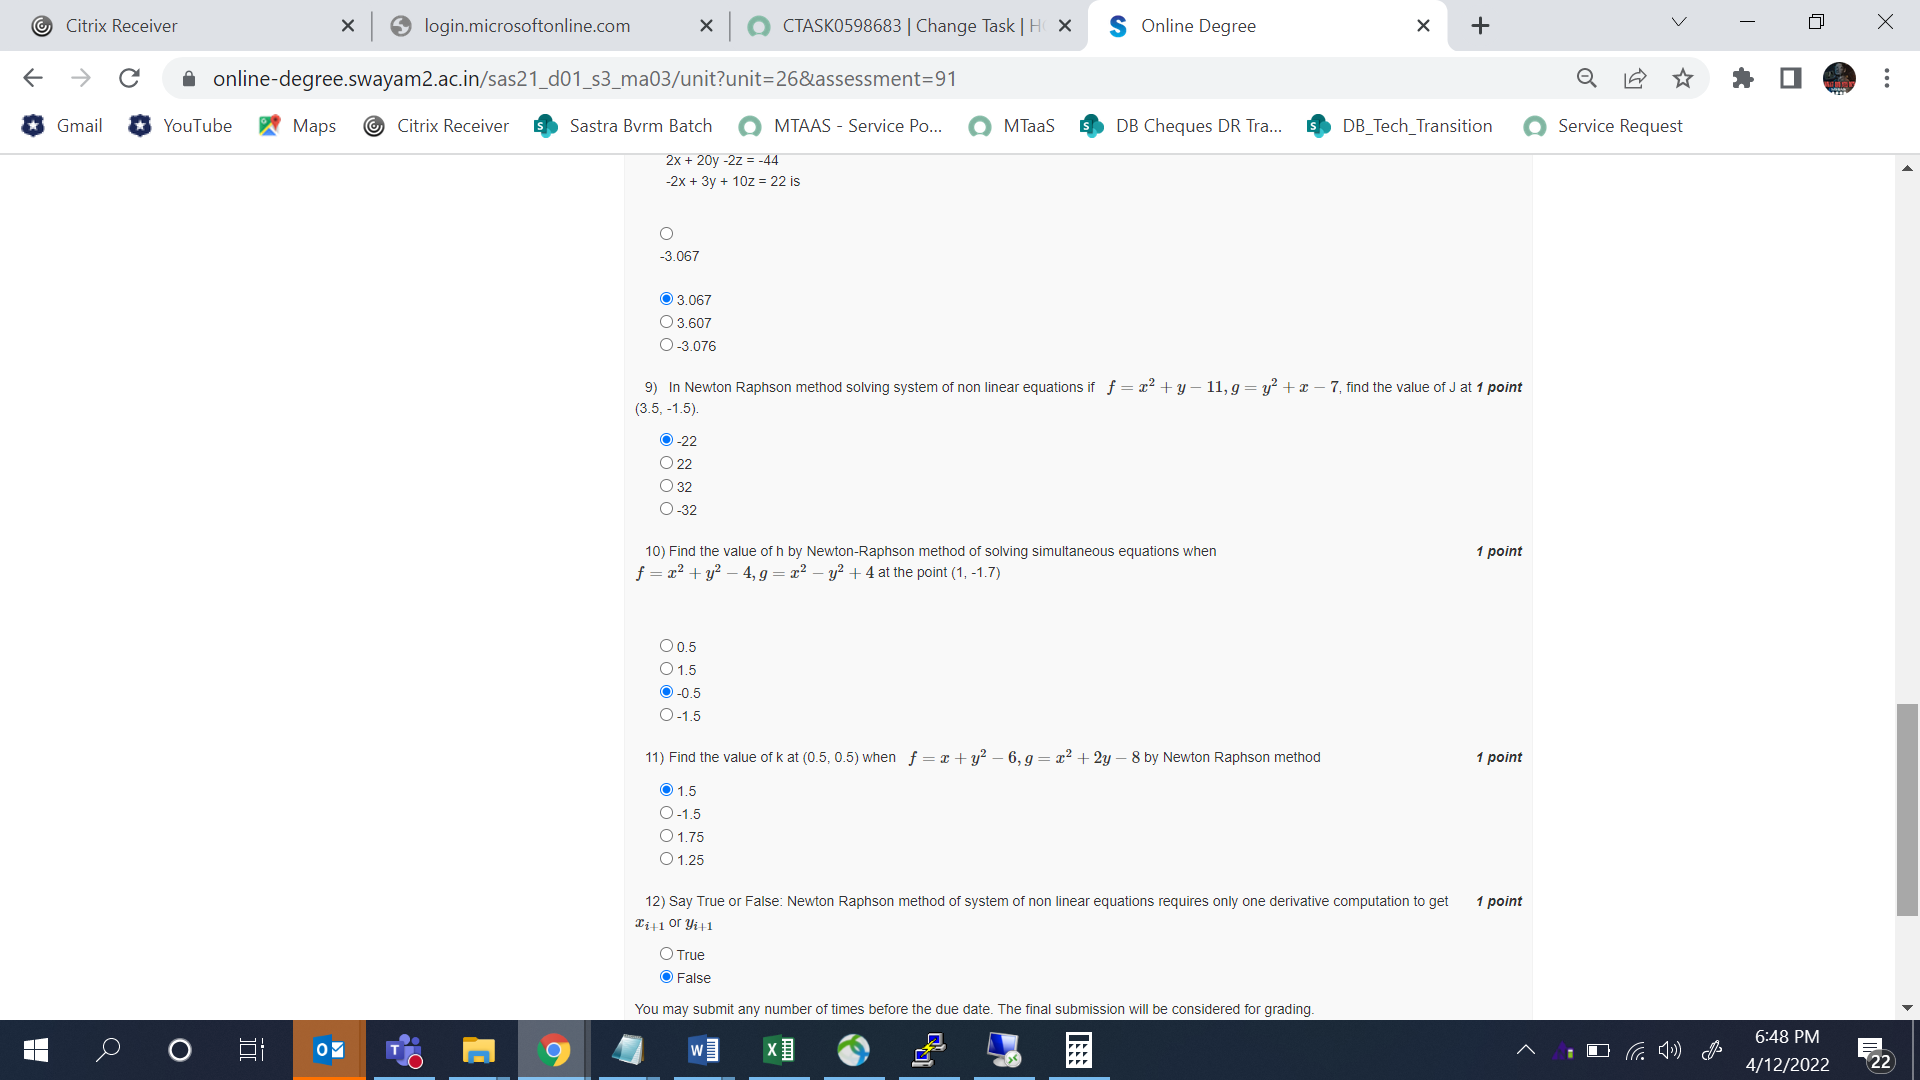 Citrix Receiver
login.microsoftonline.com
CTASK0598683 | Change Task | H
Online Degree
online-degree.swayam2.ac.in/sas21_d01_s3_ma03/unit?unit=26&assessment=91
Gmail
YouTube
Maps
Citrix Receiver
Sastra Bvrm Batch
MTAAS - Service Po...
MTaaS
DB Cheques DR Tra...
DB_Tech_Transition
Service Request
2x + 20y -2z = -44
-2x + 3y + 10z = 22 is
-3.067
3.067
3.607
-3.076
9) In Newton Raphson method solving system of non linear equations if f = x² + y − 11, g = y² + x − 7, find the value of J at 1 point
(3.5, -1.5).
-22
22
32
-32
10) Find the value of h by Newton-Raphson method of solving simultaneous equations when 1 point
f = x² + y² − 4, g = x² − y² + 4 at the point (1, -1.7)
0.5
1.5
-0.5
-1.5
11) Find the value of k at (0.5, 0.5) when f = x + y² − 6, g = x² + 2y − 8 by Newton Raphson method 1 point
1.5
-1.5
1.75
1.25
12) Say True or False: Newton Raphson method of system of non linear equations requires only one derivative computation to get 1 point
xᵢ₊₁ or yᵢ₊₁
True
False
You may submit any number of times before the due date. The final submission will be considered for grading.
6:48 PM
4/12/2022
22